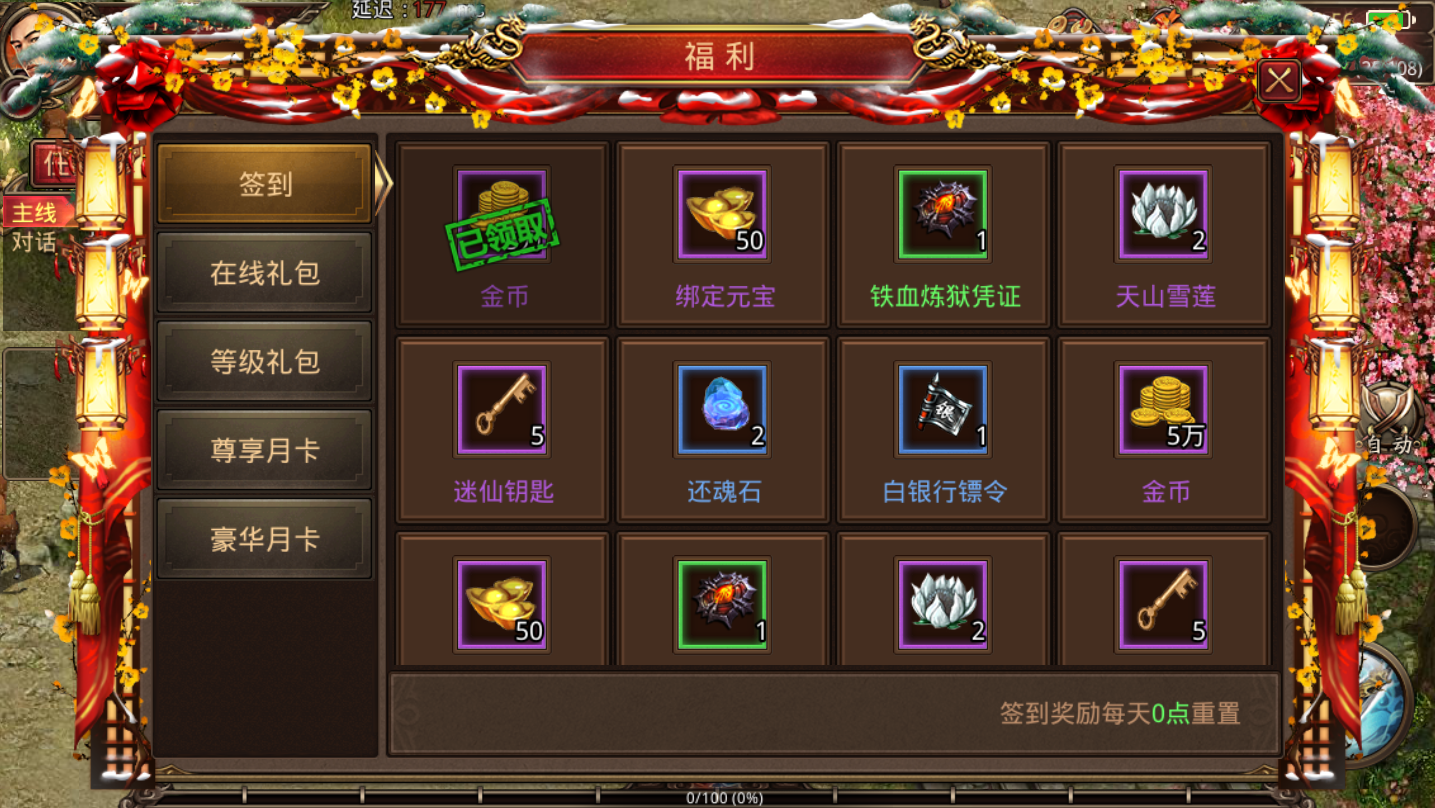 延迟：177
福利
签到
在线礼包
等级礼包
尊享月卡
豪华月卡
主线
对话
已领取
金币
50
绑定元宝
1
铁血炼狱凭证
2
天山雪莲
5
迷仙钥匙
2
还魂石
银
1
白银行镖令
5万
金币
50
1
2
5
签到奖励每天0点重置
自动
0/100 (0%)